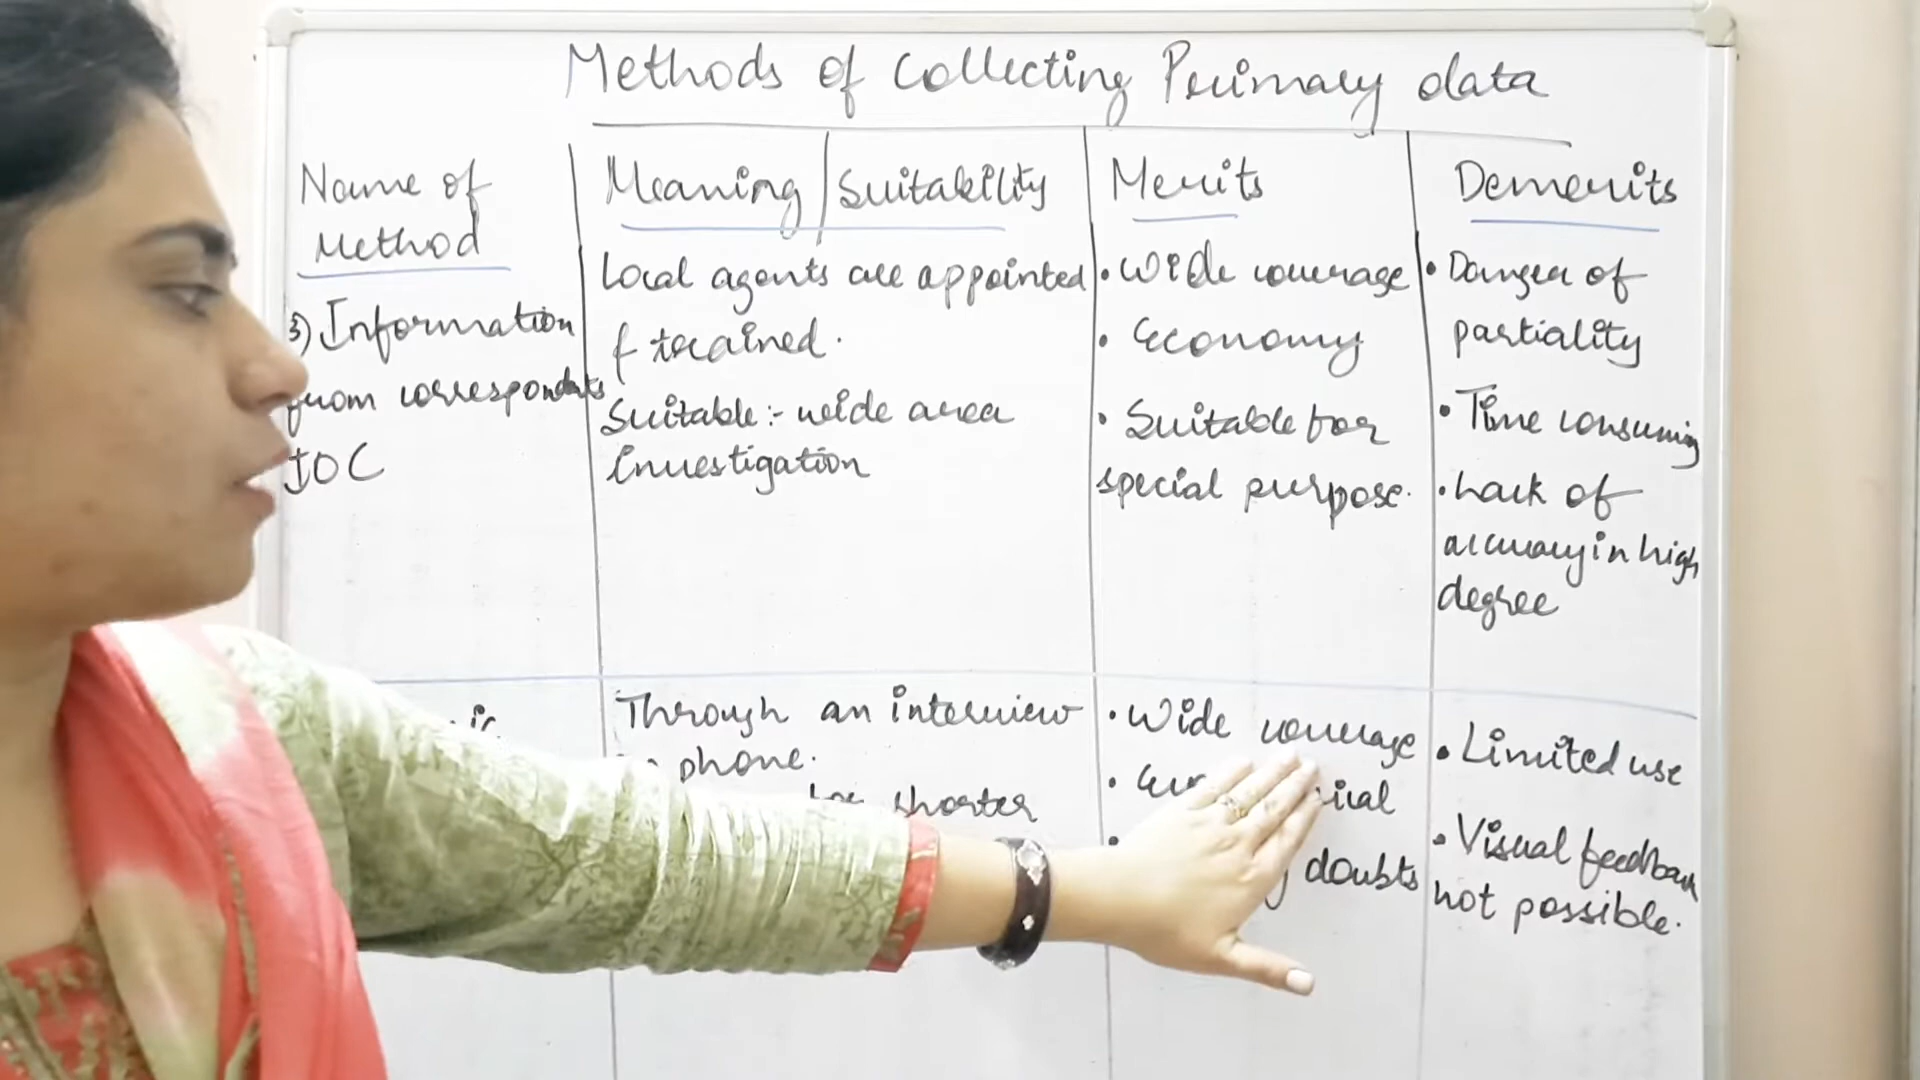 Methods of Collecting Primary data
Name of
Method
Meaning
Suitability
Merits
Demerits
3) Information
from correspondents
IOC
Local agents are appointed
& trained.
Suitable:- wide area
investigation
• Wide coverage
• Economy
• Suitable for
special purpose.
• Danger of
partiality
• Time consuming
• Lack of
accuracy in high
degree
Through an interview
phone.
shorter
• Wide coverage
doubts
• Limited use
• Visual feedback
not possible.